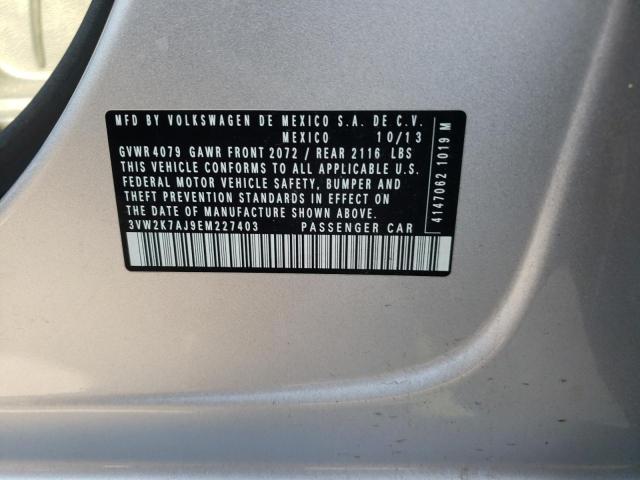 MFD BY VOLKSWAGEN DE MEXICO S.A. DE C.V.
MEXICO 10/13
GVWR 4079 GAWR FRONT 2072 / REAR 2116 LBS
THIS VEHICLE CONFORMS TO ALL APPLICABLE U.S.
FEDERAL MOTOR VEHICLE SAFETY, BUMPER AND
THEFT PREVENTION STANDARDS IN EFFECT ON
THE DATE OF MANUFACTURE SHOWN ABOVE.
3VW2K7AJ9EM227403 PASSENGER CAR
4147062 1019 M